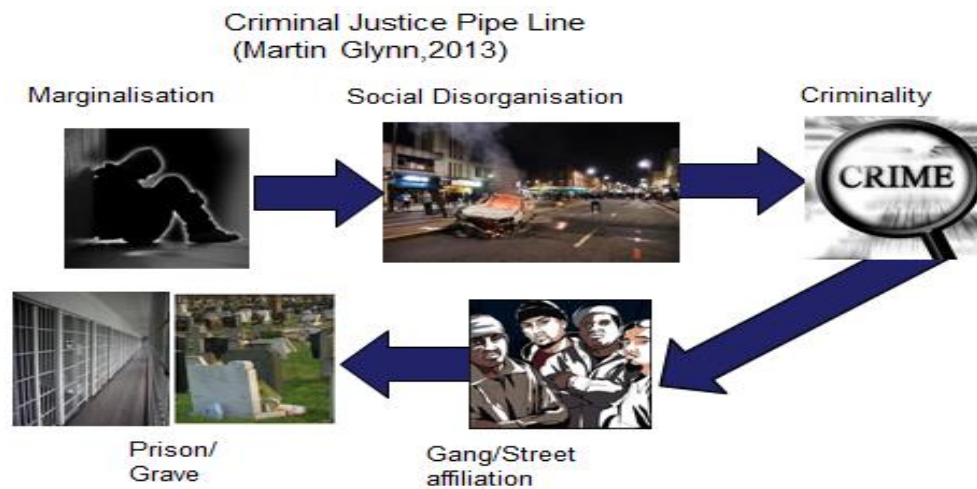 Criminal Justice Pipe Line
(Martin Glynn,2013)
Marginalisation
Social Disorganisation
Criminality
CRIME
Gang/Street
affiliation
Prison/
Grave